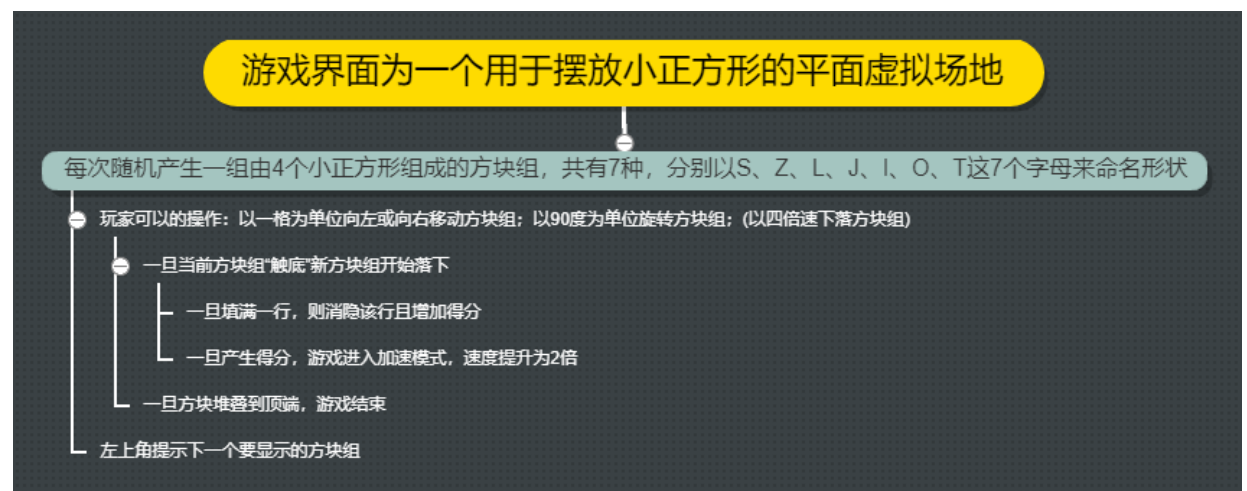 游戏界面为一个用于摆放小正方形的平面虚拟场地
每次随机产生一组由4个小正方形组成的方块组，共有7种，分别以S、Z、L、J、I、O、T这7个字母来命名形状
玩家可以的操作：以一格为单位向左或向右移动方块组；以90度为单位旋转方块组；(以四倍速下落方块组)
一旦当前方块组“触底”新方块组开始落下
一旦填满一行，则消隐该行且增加得分
一旦产生得分，游戏进入加速模式，速度提升为2倍
一旦方块堆叠到顶端，游戏结束
左上角提示下一个要显示的方块组